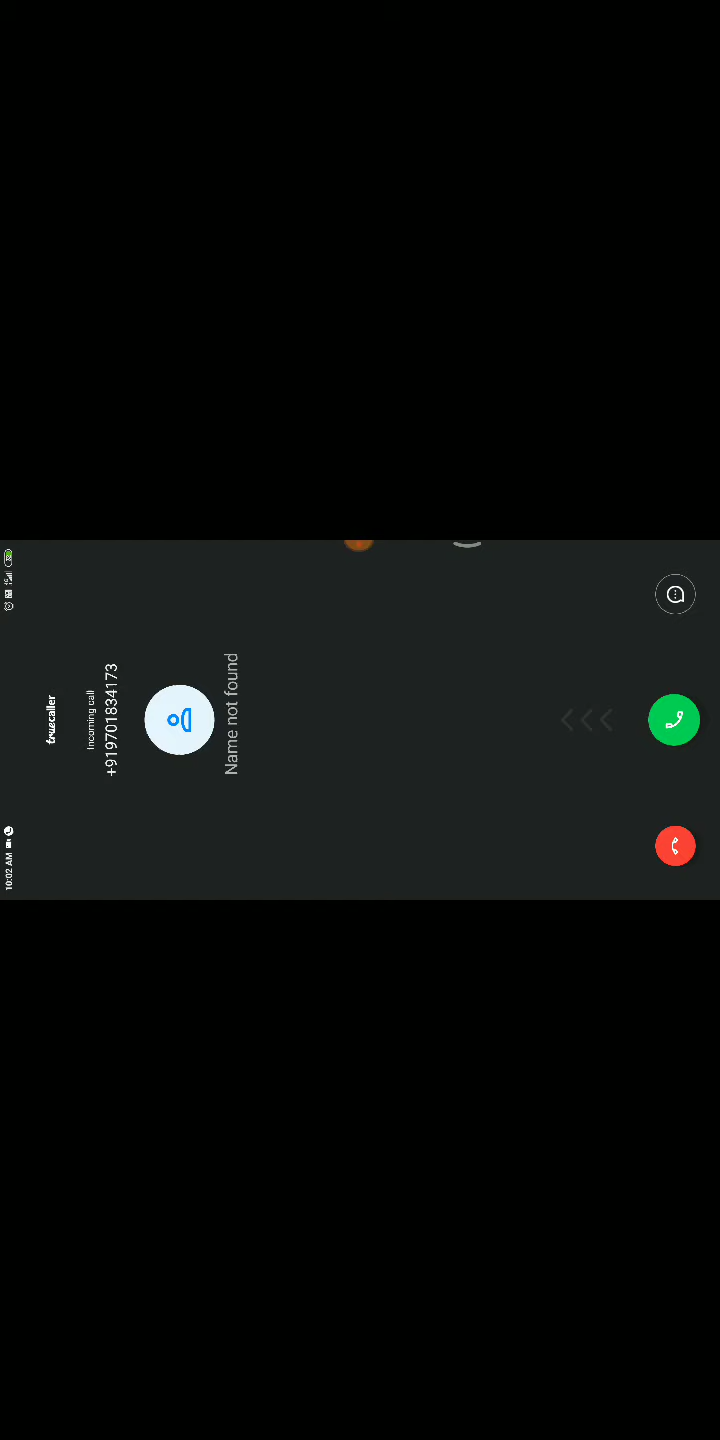 10:02 AM
truecaller
Incoming call
+919701834173
Name not found